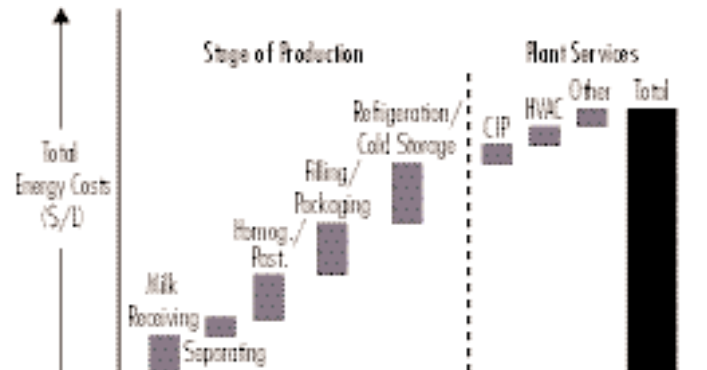 Stage of Production
Plant Services
Total
Energy Costs
($/L)
Milk
Receiving
Separating
Homog./
Past.
Filling/
Packaging
Refrigeration/
Cold Storage
CIP
HVAC
Other
Total